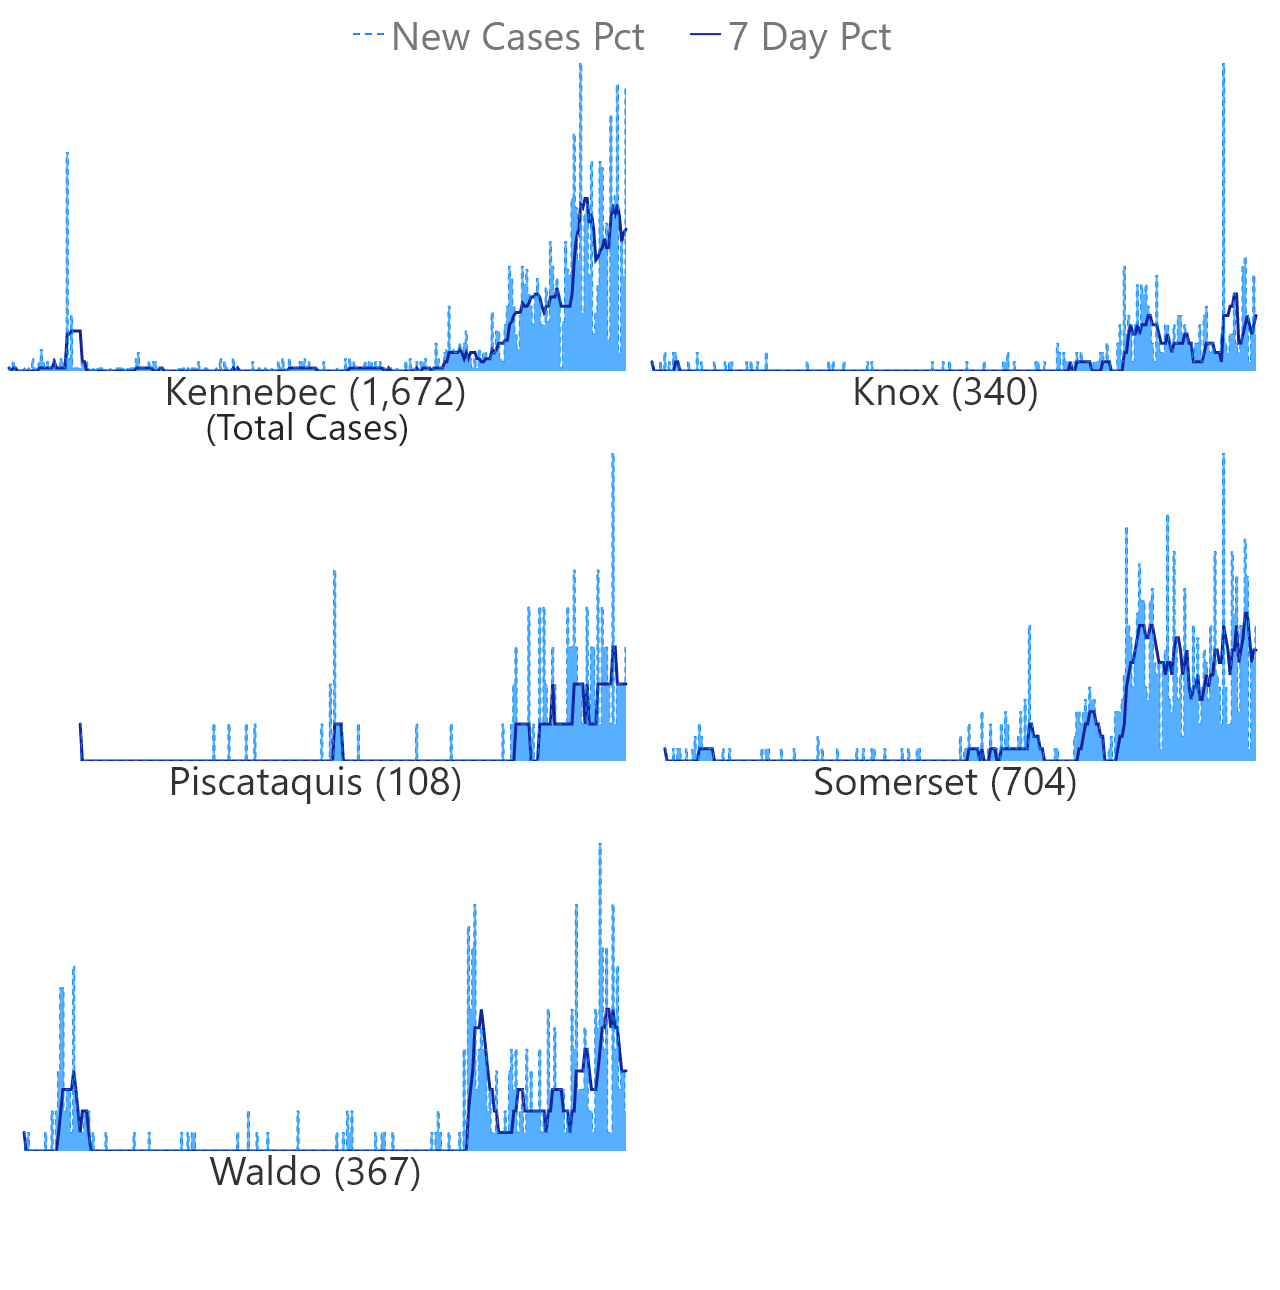 New Cases Pct 7 Day Pct
Kennebec (1,672)
(Total Cases)
Knox (340)
Piscataquis (108)
Somerset (704)
Waldo (367)